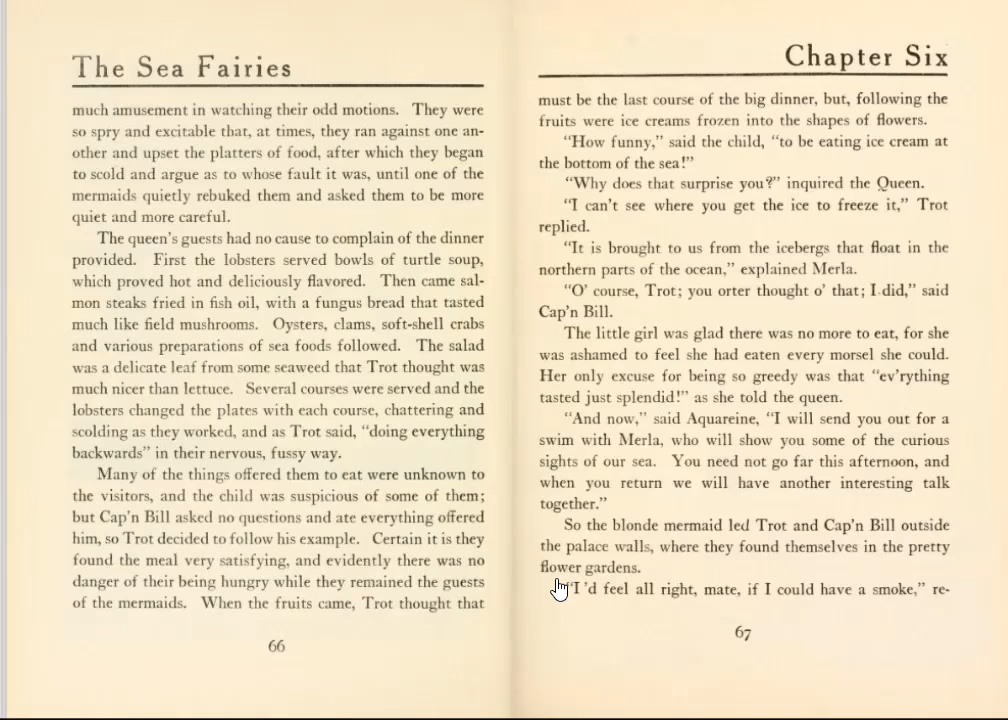 The Sea Fairies
much amusement in watching their odd motions. They were
so spry and excitable that, at times, they ran against one an-
other and upset the platters of food, after which they began
to scold and argue as to whose fault it was, until one of the
mermaids quietly rebuked them and asked them to be more
quiet and more careful.
The queen's guests had no cause to complain of the dinner
provided. First the lobsters served bowls of turtle soup,
which proved hot and deliciously flavored. Then came sal-
mon steaks fried in fish oil, with a fungus bread that tasted
much like field mushrooms. Oysters, clams, soft-shell crabs
and various preparations of sea foods followed. The salad
was a delicate leaf from some seaweed that Trot thought was
much nicer than lettuce. Several courses were served and the
lobsters changed the plates with each course, chattering and
scolding as they worked, and as Trot said, "doing everything
backwards" in their nervous, fussy way.
Many of the things offered them to eat were unknown to
the visitors, and the child was suspicious of some of them;
but Cap'n Bill asked no questions and ate everything offered
him, so Trot decided to follow his example. Certain it is they
found the meal very satisfying, and evidently there was no
danger of their being hungry while they remained the guests
of the mermaids. When the fruits came, Trot thought that
66
Chapter Six
must be the last course of the big dinner, but, following the
fruits were ice creams frozen into the shapes of flowers.
"How funny," said the child, "to be eating ice cream at
the bottom of the sea!"
"Why does that surprise you?" inquired the Queen.
"I can't see where you get the ice to freeze it," Trot
replied.
"It is brought to us from the icebergs that float in the
northern parts of the ocean," explained Merla.
"O' course, Trot; you orter thought o' that; I did," said
Cap'n Bill.
The little girl was glad there was no more to eat, for she
was ashamed to feel she had eaten every morsel she could.
Her only excuse for being so greedy was that "ev'rything
tasted just splendid!" as she told the queen.
"And now," said Aquareine, "I will send you out for a
swim with Merla, who will show you some of the curious
sights of our sea. You need not go far this afternoon, and
when you return we will have another interesting talk
together."
So the blonde mermaid led Trot and Cap'n Bill outside
the palace walls, where they found themselves in the pretty
flower gardens.
"I 'd feel all right, mate, if I could have a smoke," re-
67